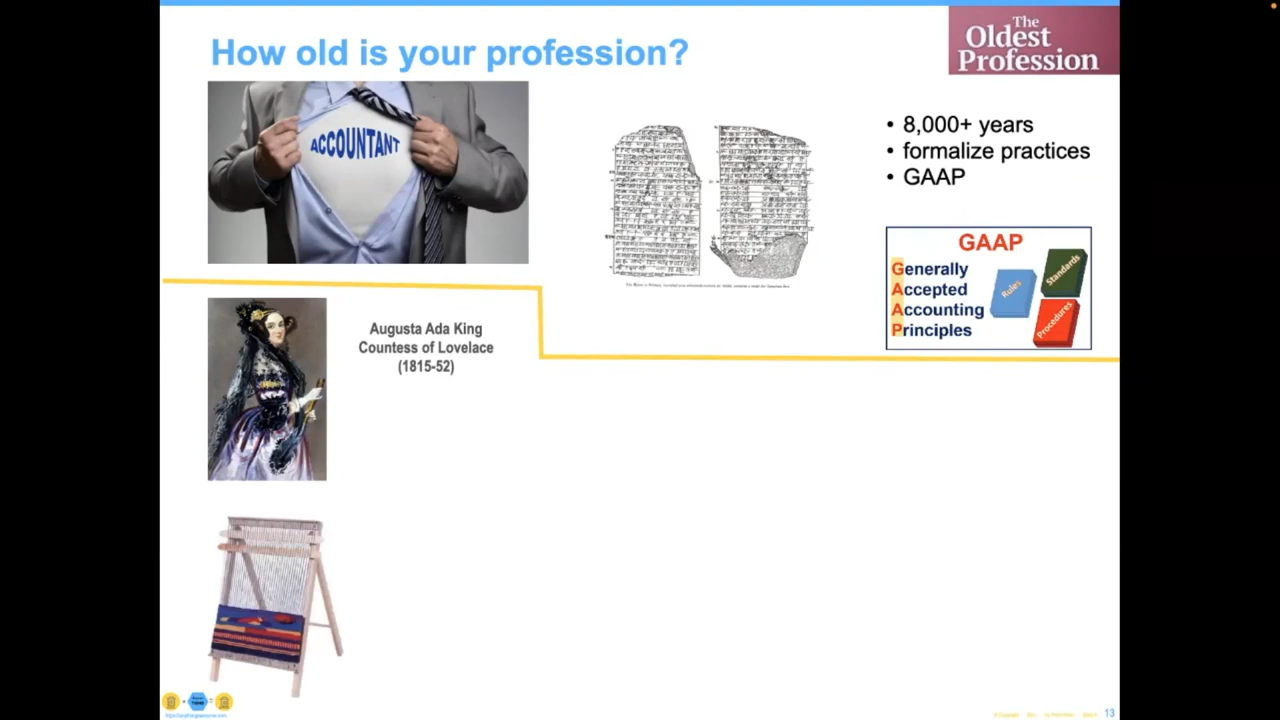 How old is your profession?
The
Oldest
Profession
ACCOUNTANT
• 8,000+ years
• formalize practices
• GAAP
GAAP
Generally
Accepted
Accounting
Principles
Rules
Standards
Procedures
Augusta Ada King
Countess of Lovelace
(1815-52)
13